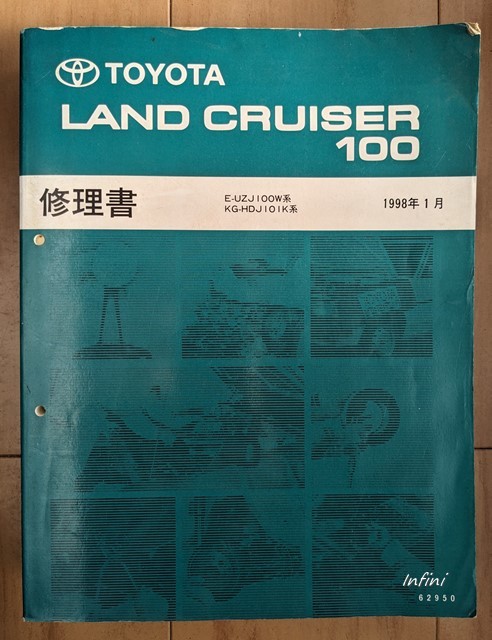 TOYOTA
LAND CRUISER
100
修理書
E-UZJ100W系
KG-HDJ101K系
1998年1月
Infini
62950